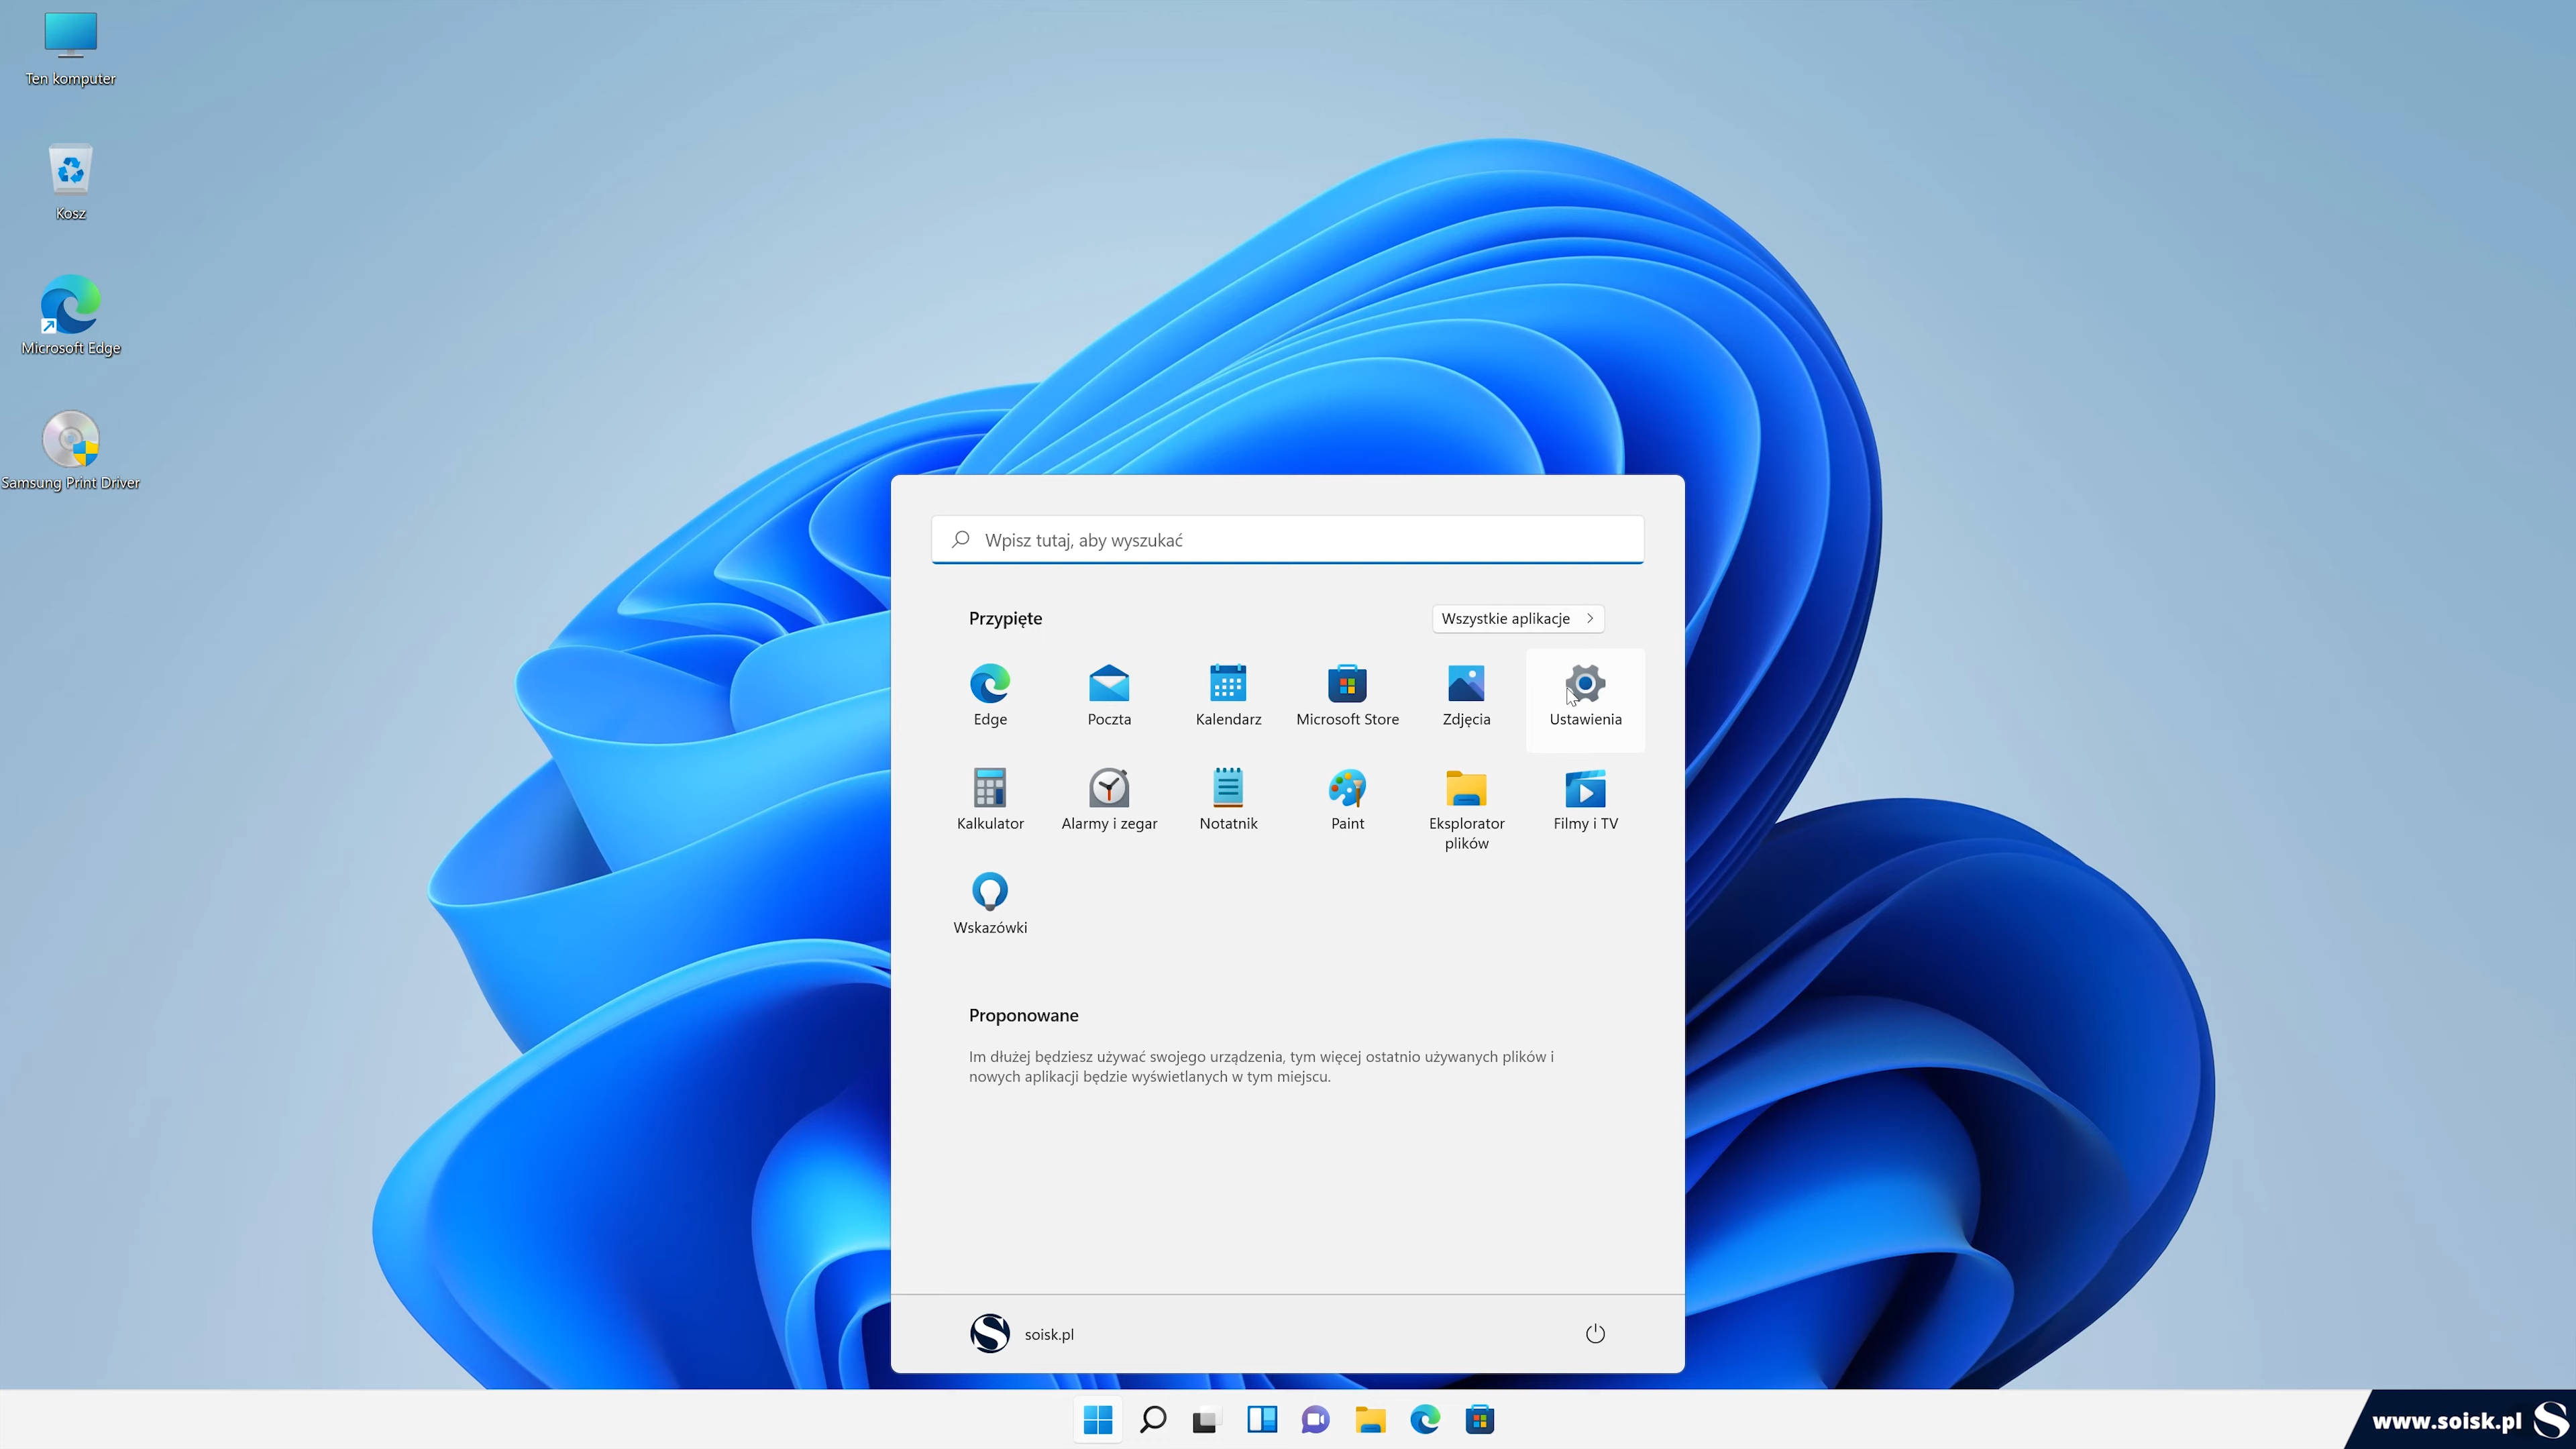 Ten komputer
Kosz
Microsoft Edge
Samsung Print Driver
Wpisz tutaj, aby wyszukać
Przypięte
Wszystkie aplikacje
Edge
Poczta
Kalendarz
Microsoft Store
Zdjęcia
Ustawienia
Kalkulator
Alarmy i zegar
Notatnik
Paint
Eksplorator
plików
Filmy i TV
Wskazówki
Proponowane
Im dłużej będziesz używać swojego urządzenia, tym więcej ostatnio używanych plików i
nowych aplikacji będzie wyświetlanych w tym miejscu.
soisk.pl
www.soisk.pl